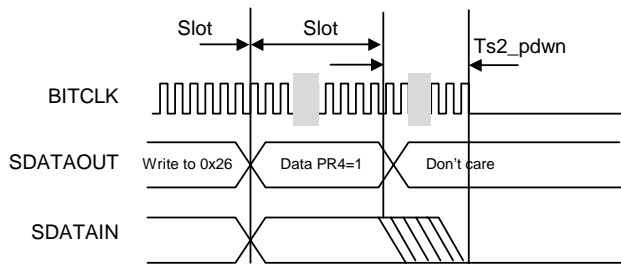 Slot Slot
Ts2_pdwn
BITCLK
SDATAOUT Write to 0x26 Data PR4=1 Don't care
SDATAIN